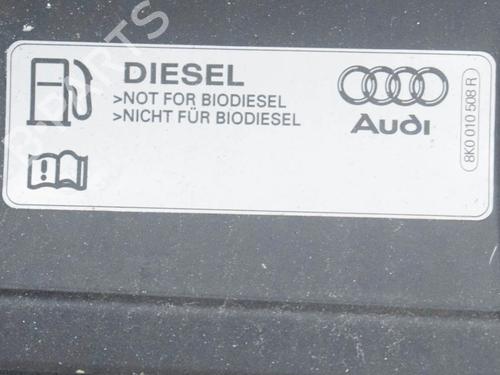 DIESEL
>NOT FOR BIODIESEL
>NICHT FÜR BIODIESEL
Audi
8K0 010 508 R